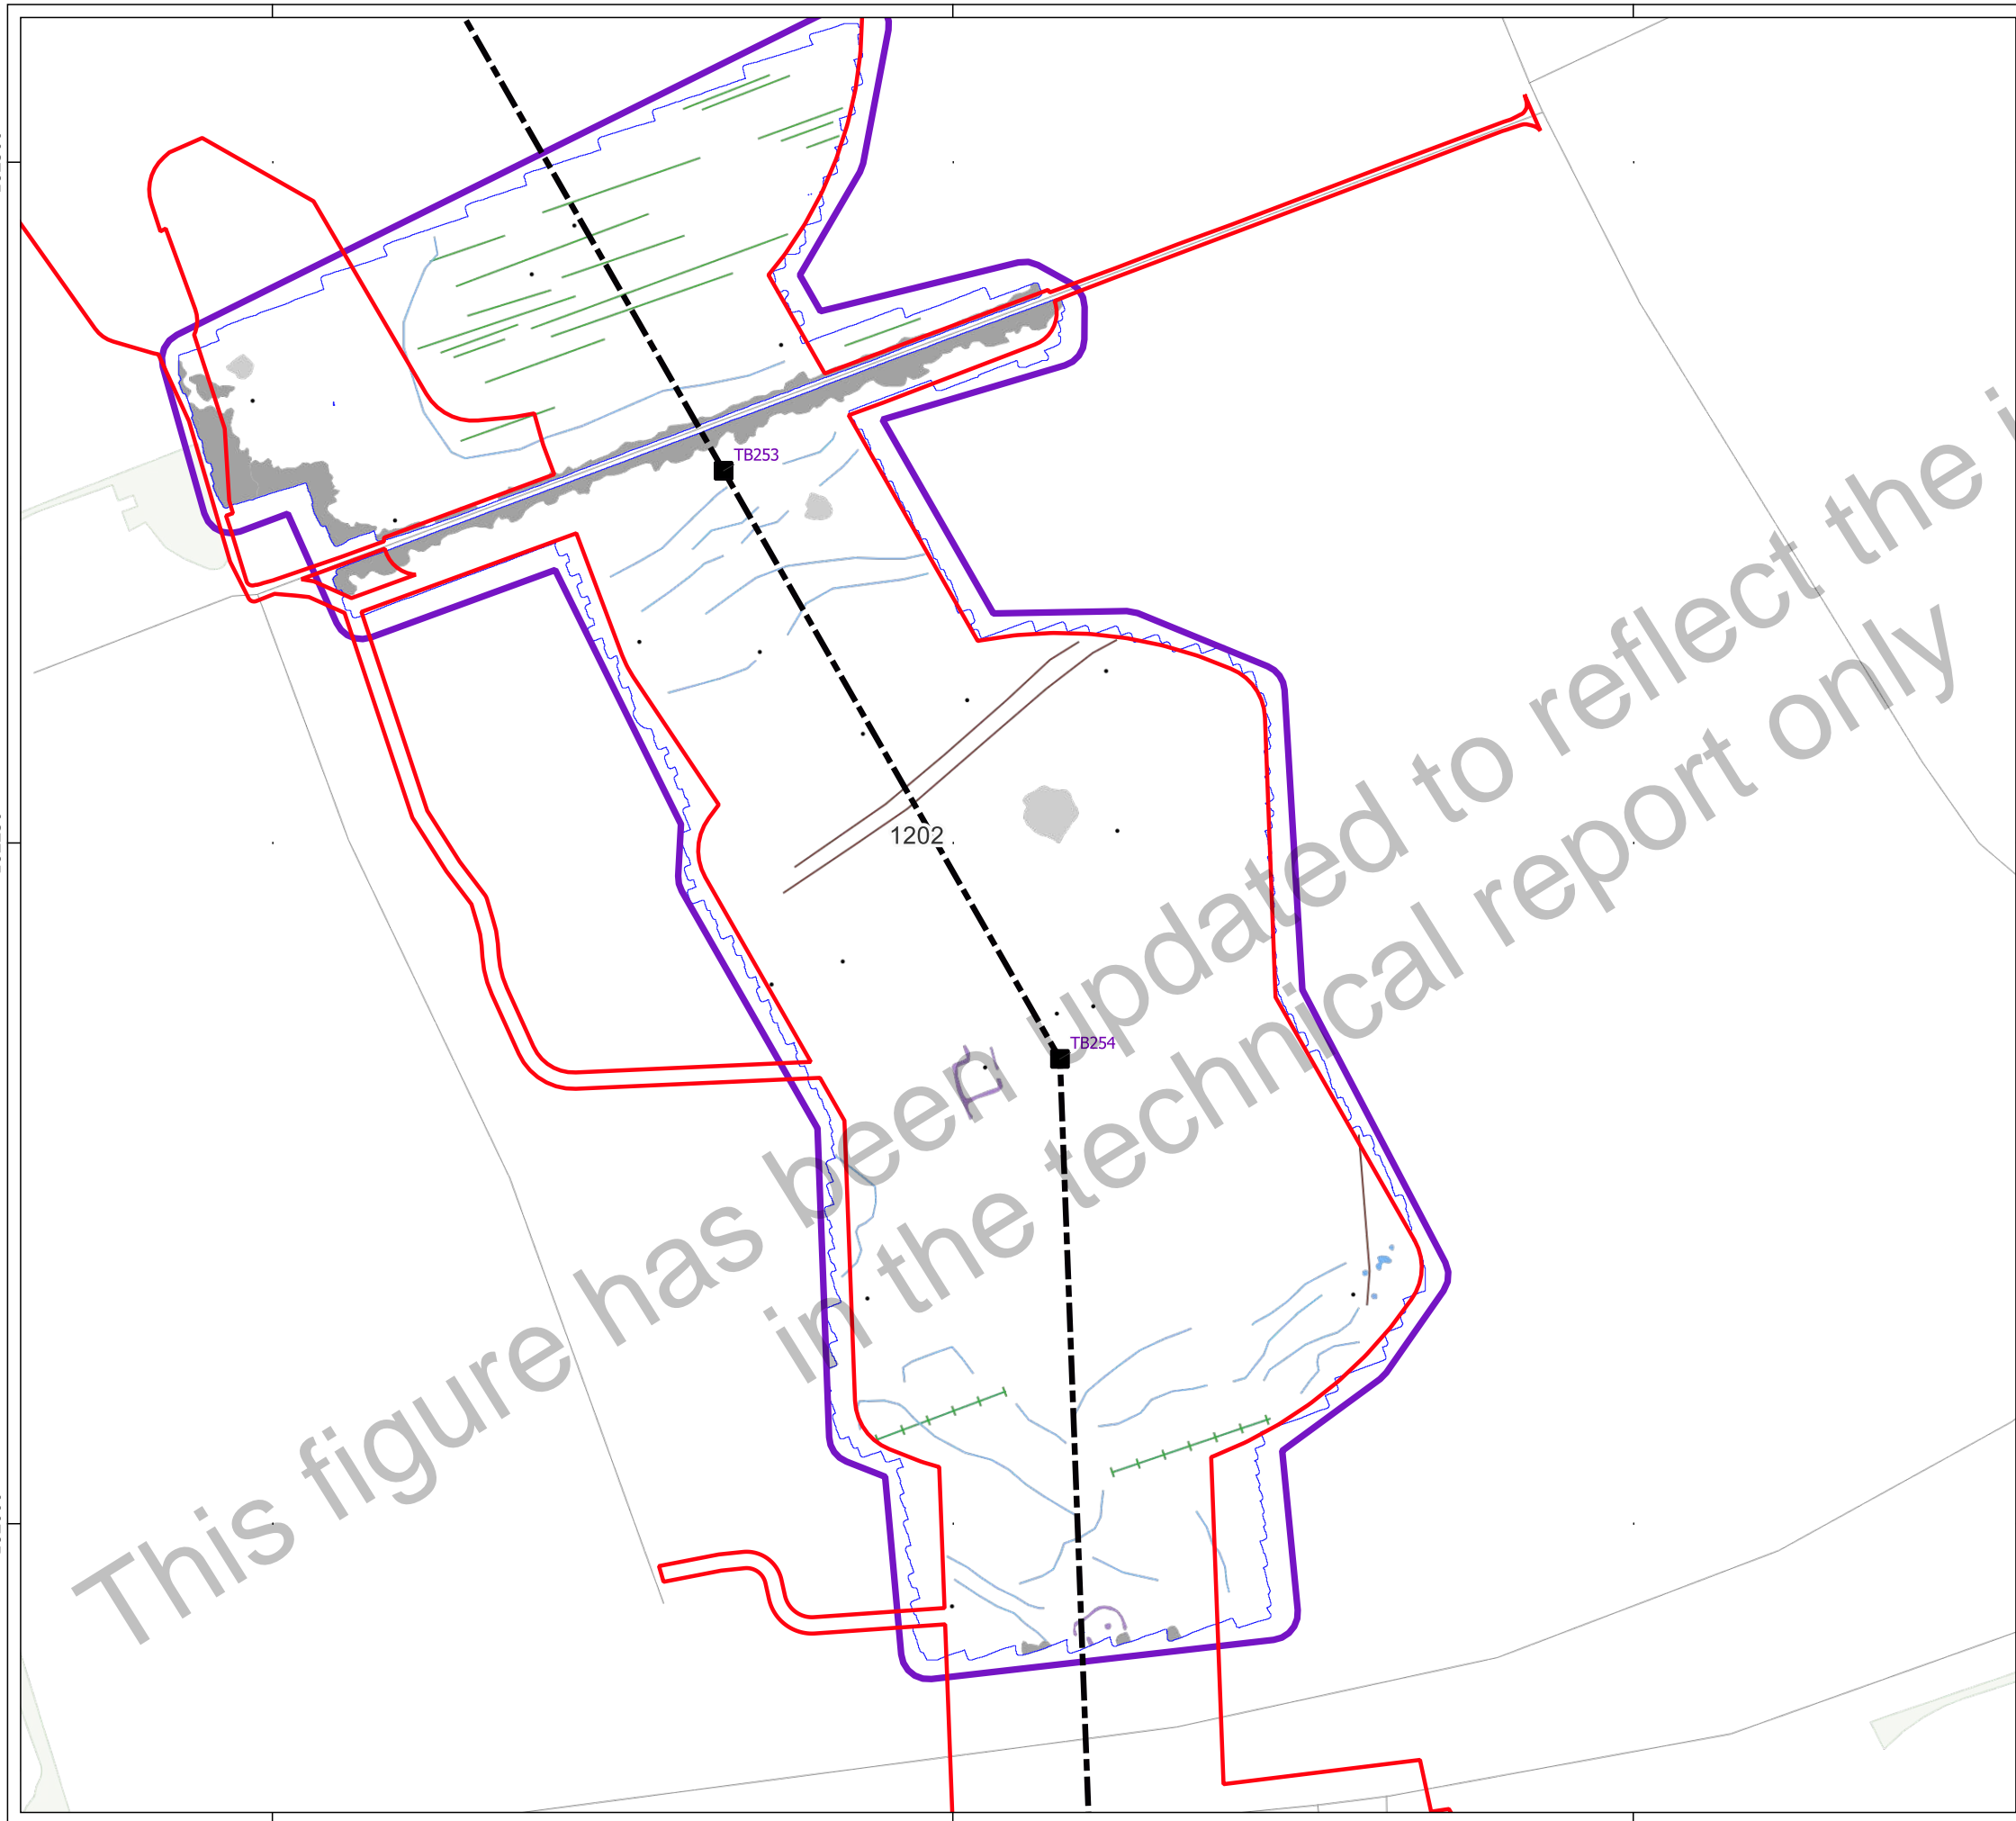 TB253
1202
TB254
This figure has been updated to reflect the i
in the technical report only